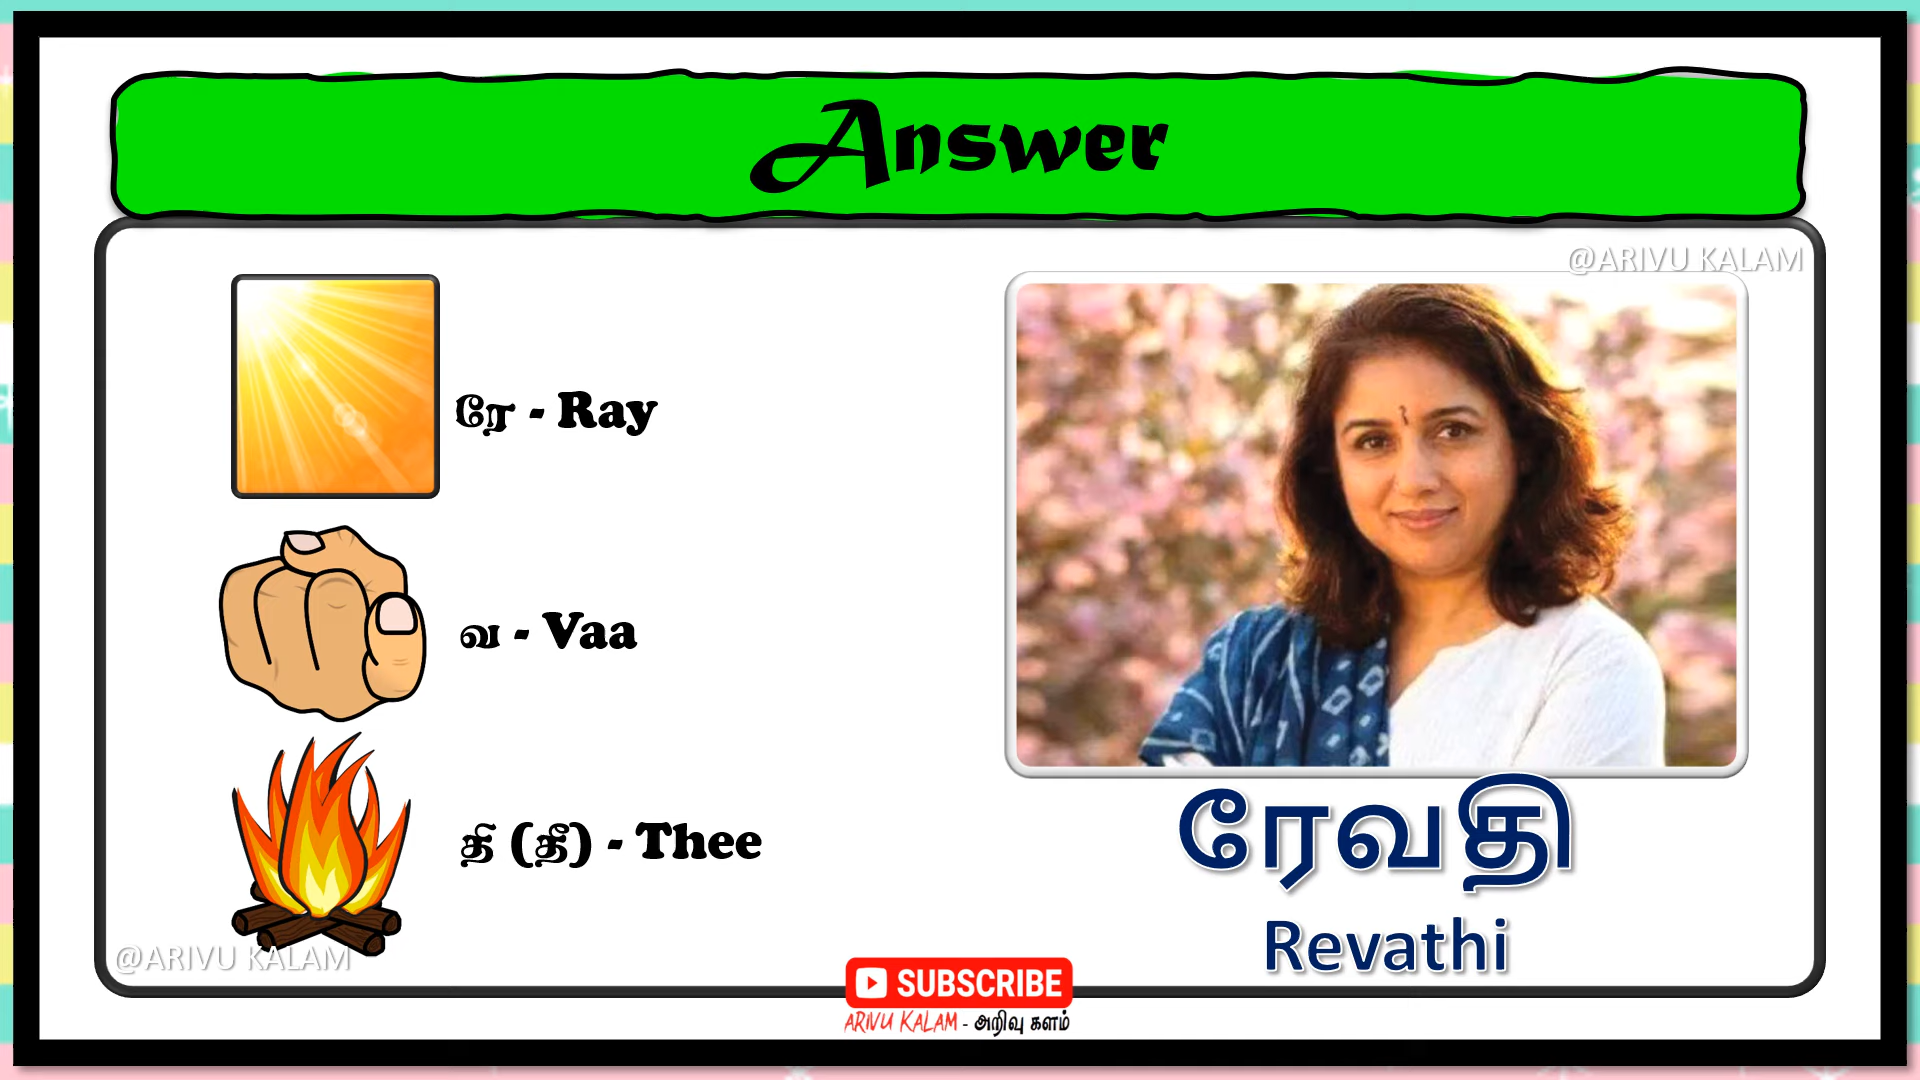 Answer
@ARIVU KALAM
ரே - Ray
வ - Vaa
தி (தீ) - Thee
ரேவதி
Revathi
@ARIVU KALAM
SUBSCRIBE
ARIVU KALAM - அறிவு களம்